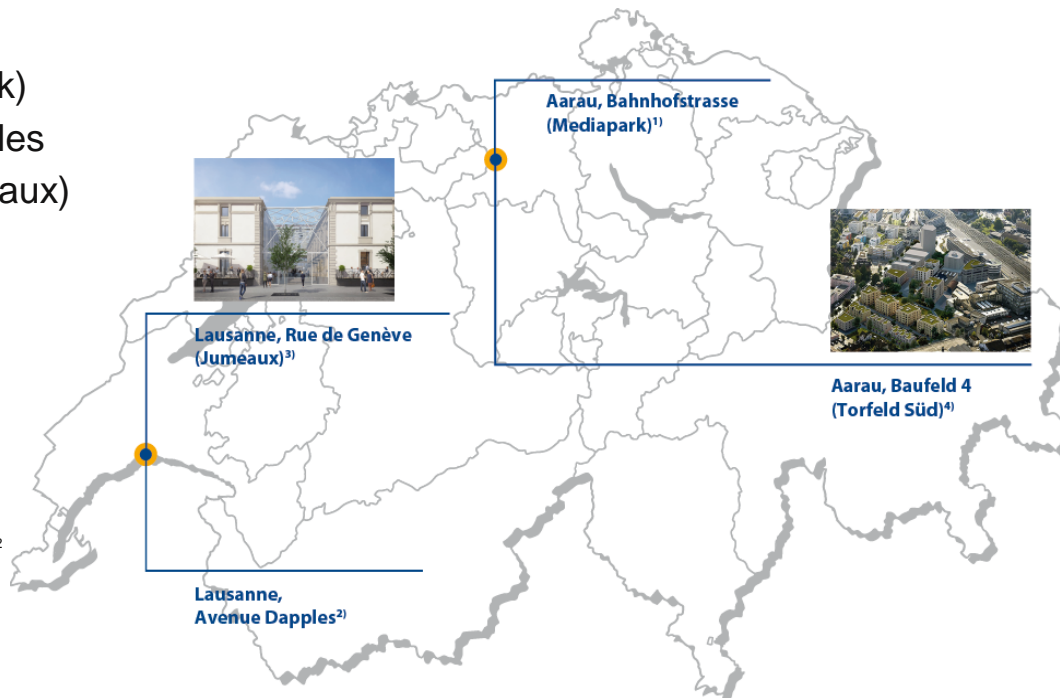 k)
les
aux)
Aarau, Bahnhofstrasse
(Mediapark)¹⁾
Lausanne, Rue de Genève
(Jumeaux)³⁾
Aarau, Baufeld 4
(Torfeld Süd)⁴⁾
2
Lausanne,
Avenue Dapples²⁾